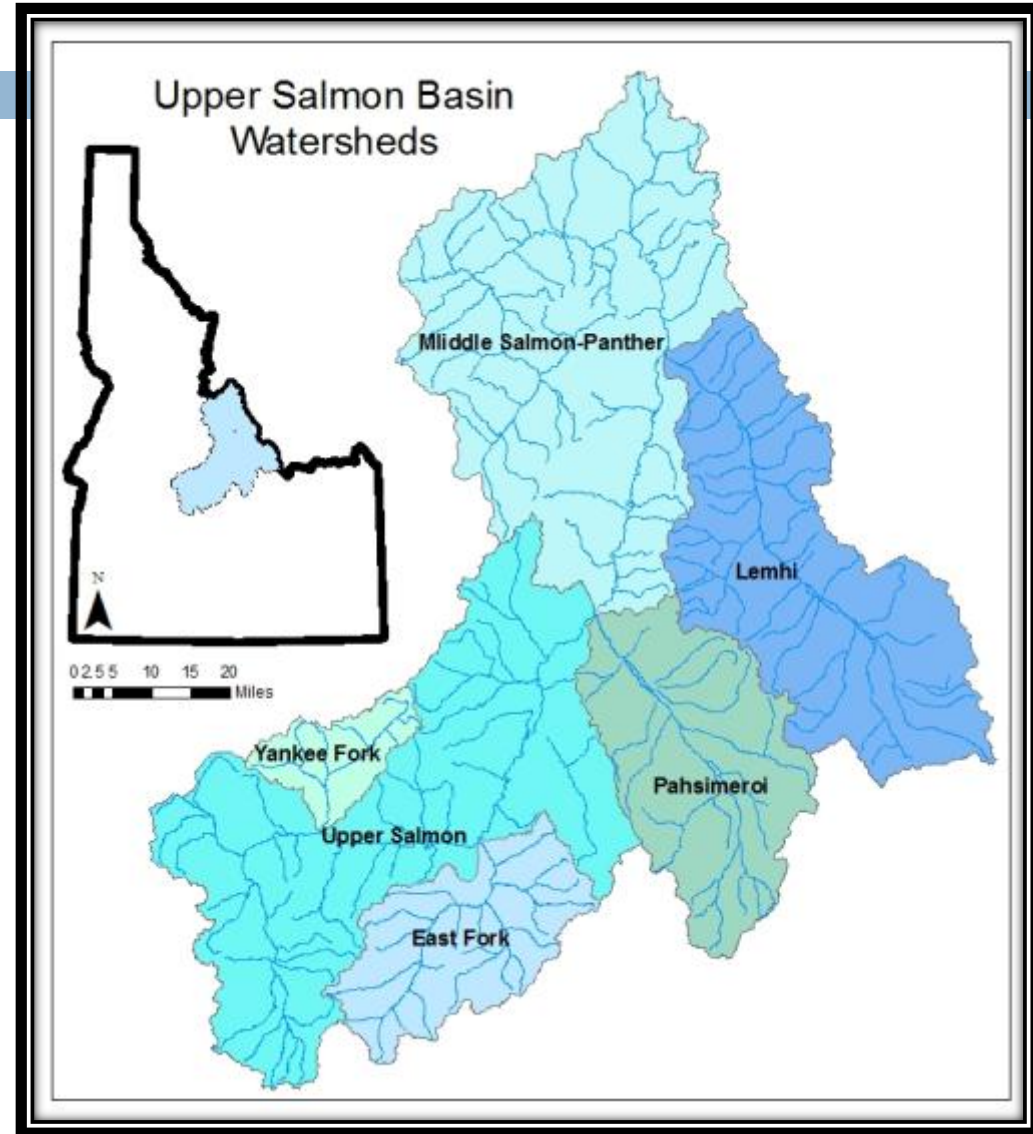 Upper Salmon Basin
Watersheds
Mliddle Salmon-Panther
Lemhi
N
0 2.5 5 10 15 20
Miles
Yankee Fork
Pahsimeroi
Upper Salmon
East Fork